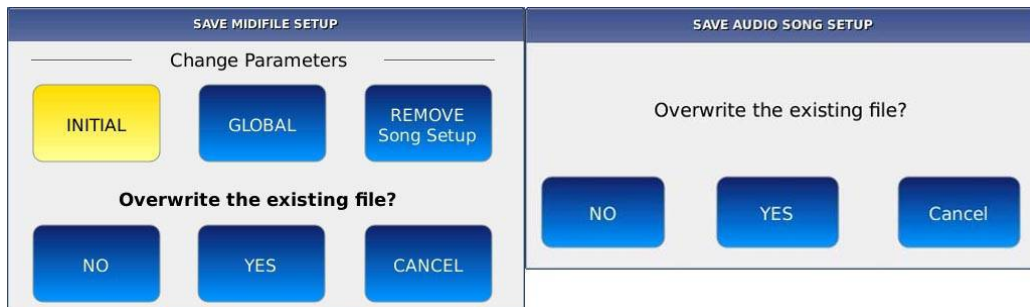 SAVE MIDIFILE SETUP
Change Parameters
INITIAL
GLOBAL
REMOVE
Song Setup
Overwrite the existing file?
NO
YES
CANCEL
SAVE AUDIO SONG SETUP
Overwrite the existing file?
NO
YES
Cancel